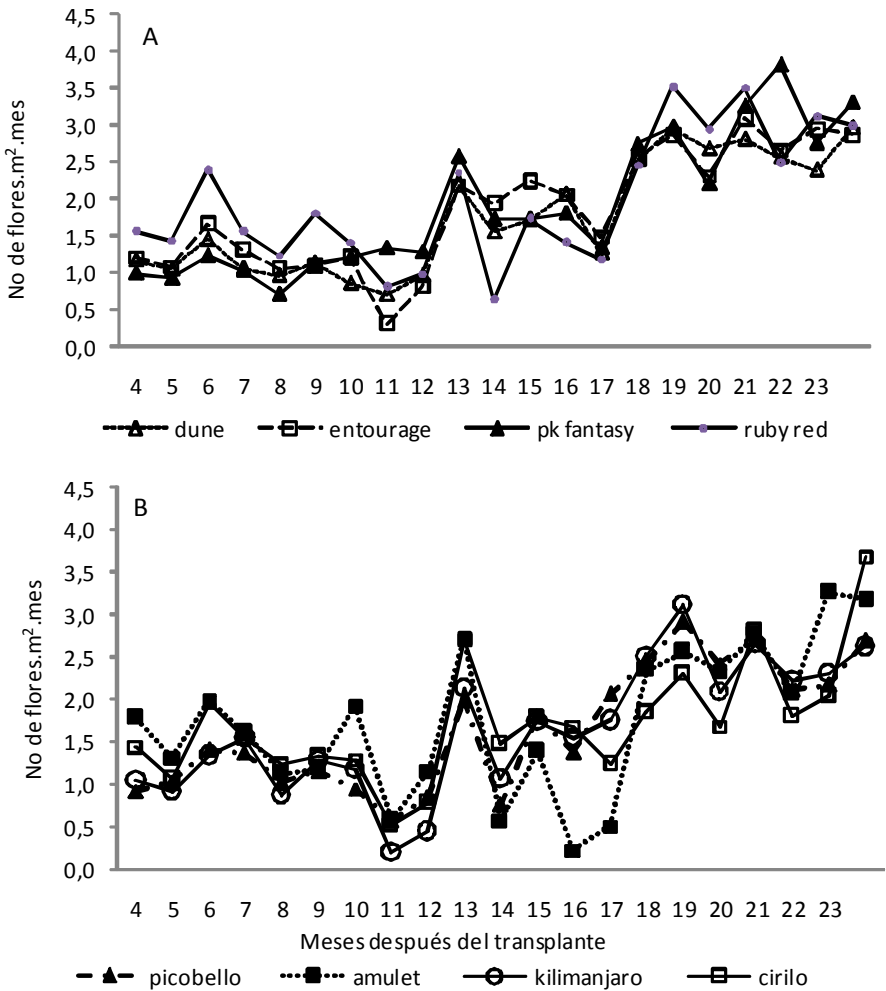 4,5
A
4,0
3,5
3,0
2,5
2,0
1,5
1,0
0,5
0,0
No de flores.m².mes
4 5 6 7 8 9 10 11 12 13 14 15 16 17 18 19 20 21 22 23
dune entourage pk fantasy ruby red
4,5
B
4,0
3,5
3,0
2,5
2,0
1,5
1,0
0,5
0,0
No de flores.m².mes
4 5 6 7 8 9 10 11 12 13 14 15 16 17 18 19 20 21 22 23
Meses después del transplante
picobello amulet kilimanjaro cirilo